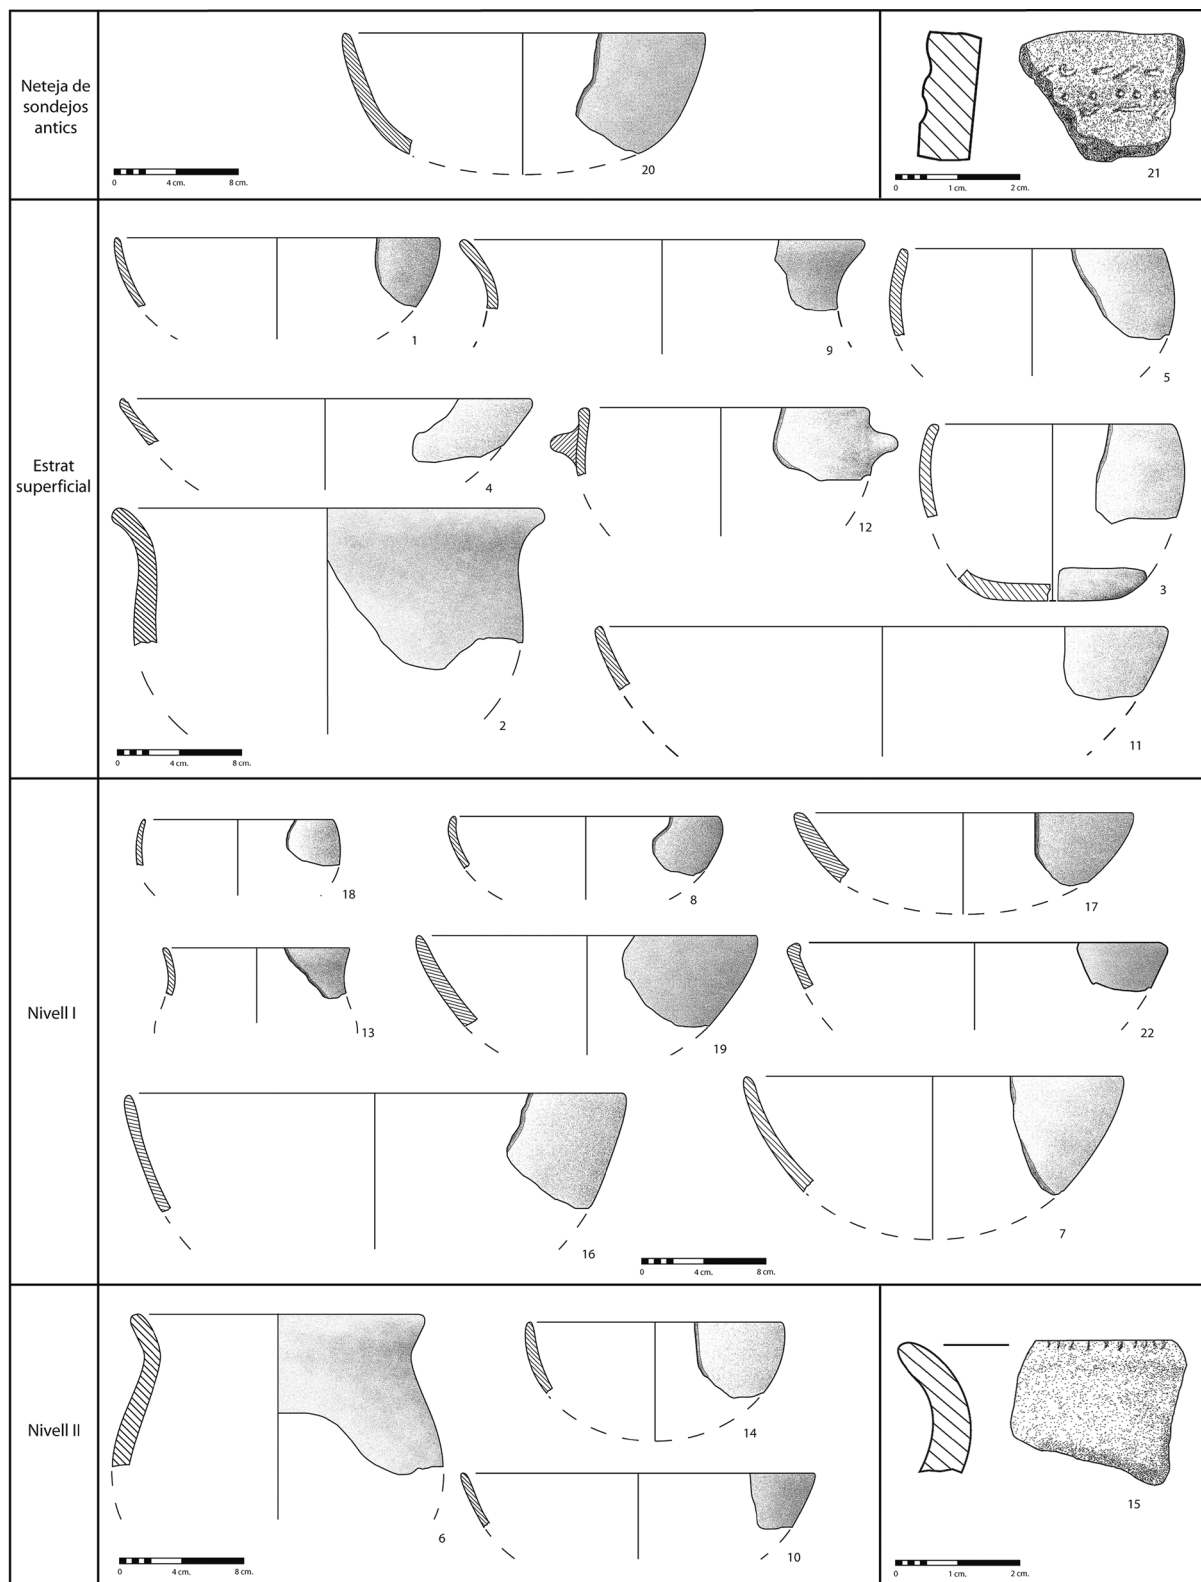 Neteja de
sondejos
antics
20
0 4 cm. 8 cm.
21
0 1 cm. 2 cm.
Estrat
superficial
1
9
5
4
12
3
2
11
0 4 cm. 8 cm.
Nivell I
18
8
17
13
19
22
16
7
0 4 cm. 8 cm.
Nivell II
6
14
10
0 4 cm. 8 cm.
15
0 1 cm. 2 cm.